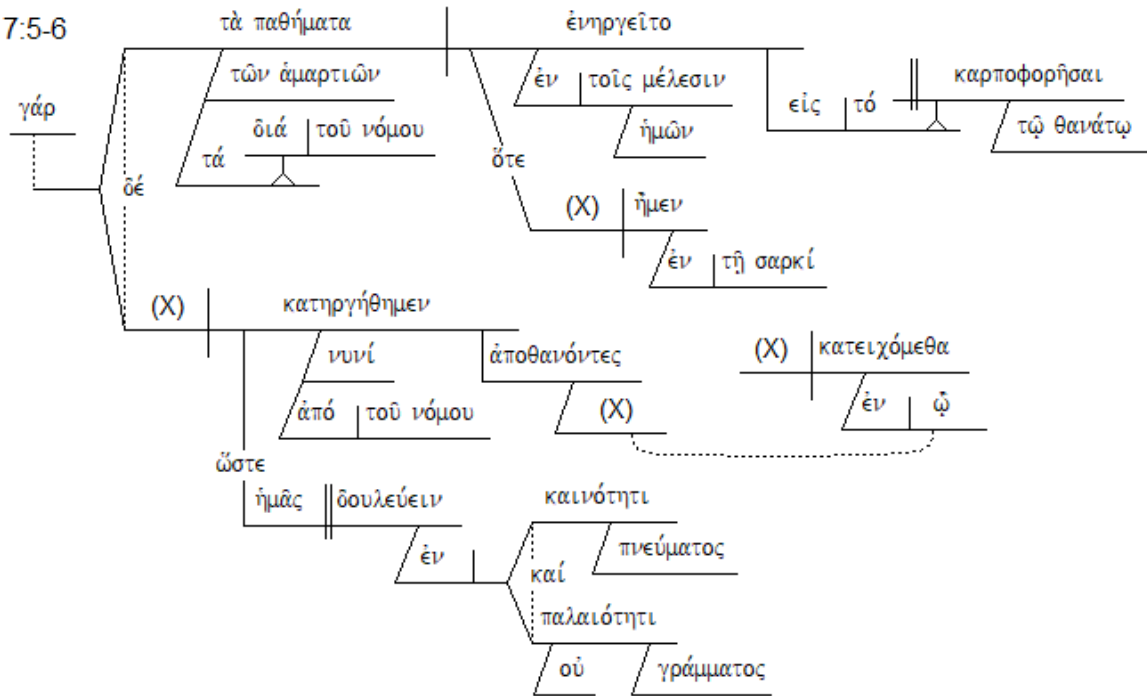 7:5-6
τὰ παθήματα ἐνηργεῖτο
τῶν ἁμαρτιῶν ἐν τοῖς μέλεσιν εἰς τό καρποφορῆσαι
γάρ
διά τοῦ νόμου ἡμῶν τῷ θανάτῳ
τά ὅτε
δέ
(X) ἦμεν
ἐν τῇ σαρκί
(X) κατηργήθημεν
νυνί ἀποθανόντες (X) κατειχόμεθα
ἀπό τοῦ νόμου (X) ἐν ᾧ
ὥστε
ἡμᾶς δουλεύειν καινότητι
ἐν πνεύματος
καί
παλαιότητι
οὐ γράμματος